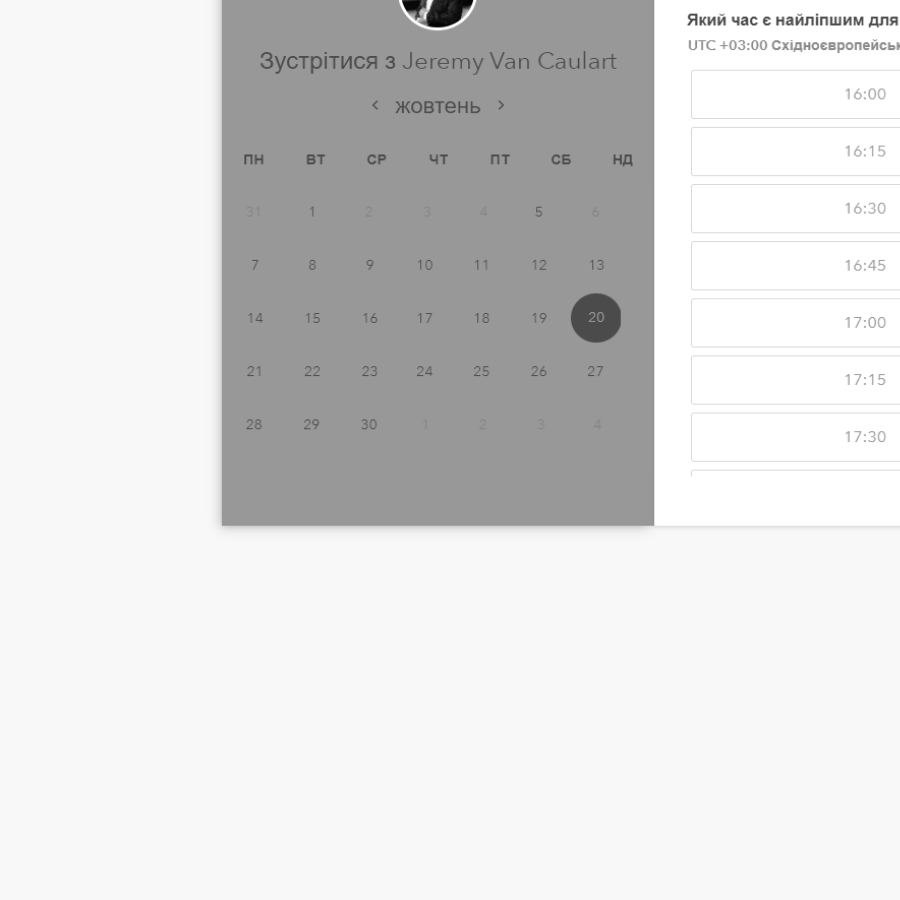 Зустрітися з Jeremy Van Caulart
‹ жовтень ›
ПН ВТ СР ЧТ ПТ СБ НД
31 1 2 3 4 5 6
7 8 9 10 11 12 13
14 15 16 17 18 19 20
21 22 23 24 25 26 27
28 29 30 1 2 3 4
Який час є найліпшим для
UTC +03:00
16:00
16:15
16:30
16:45
17:00
17:15
17:30